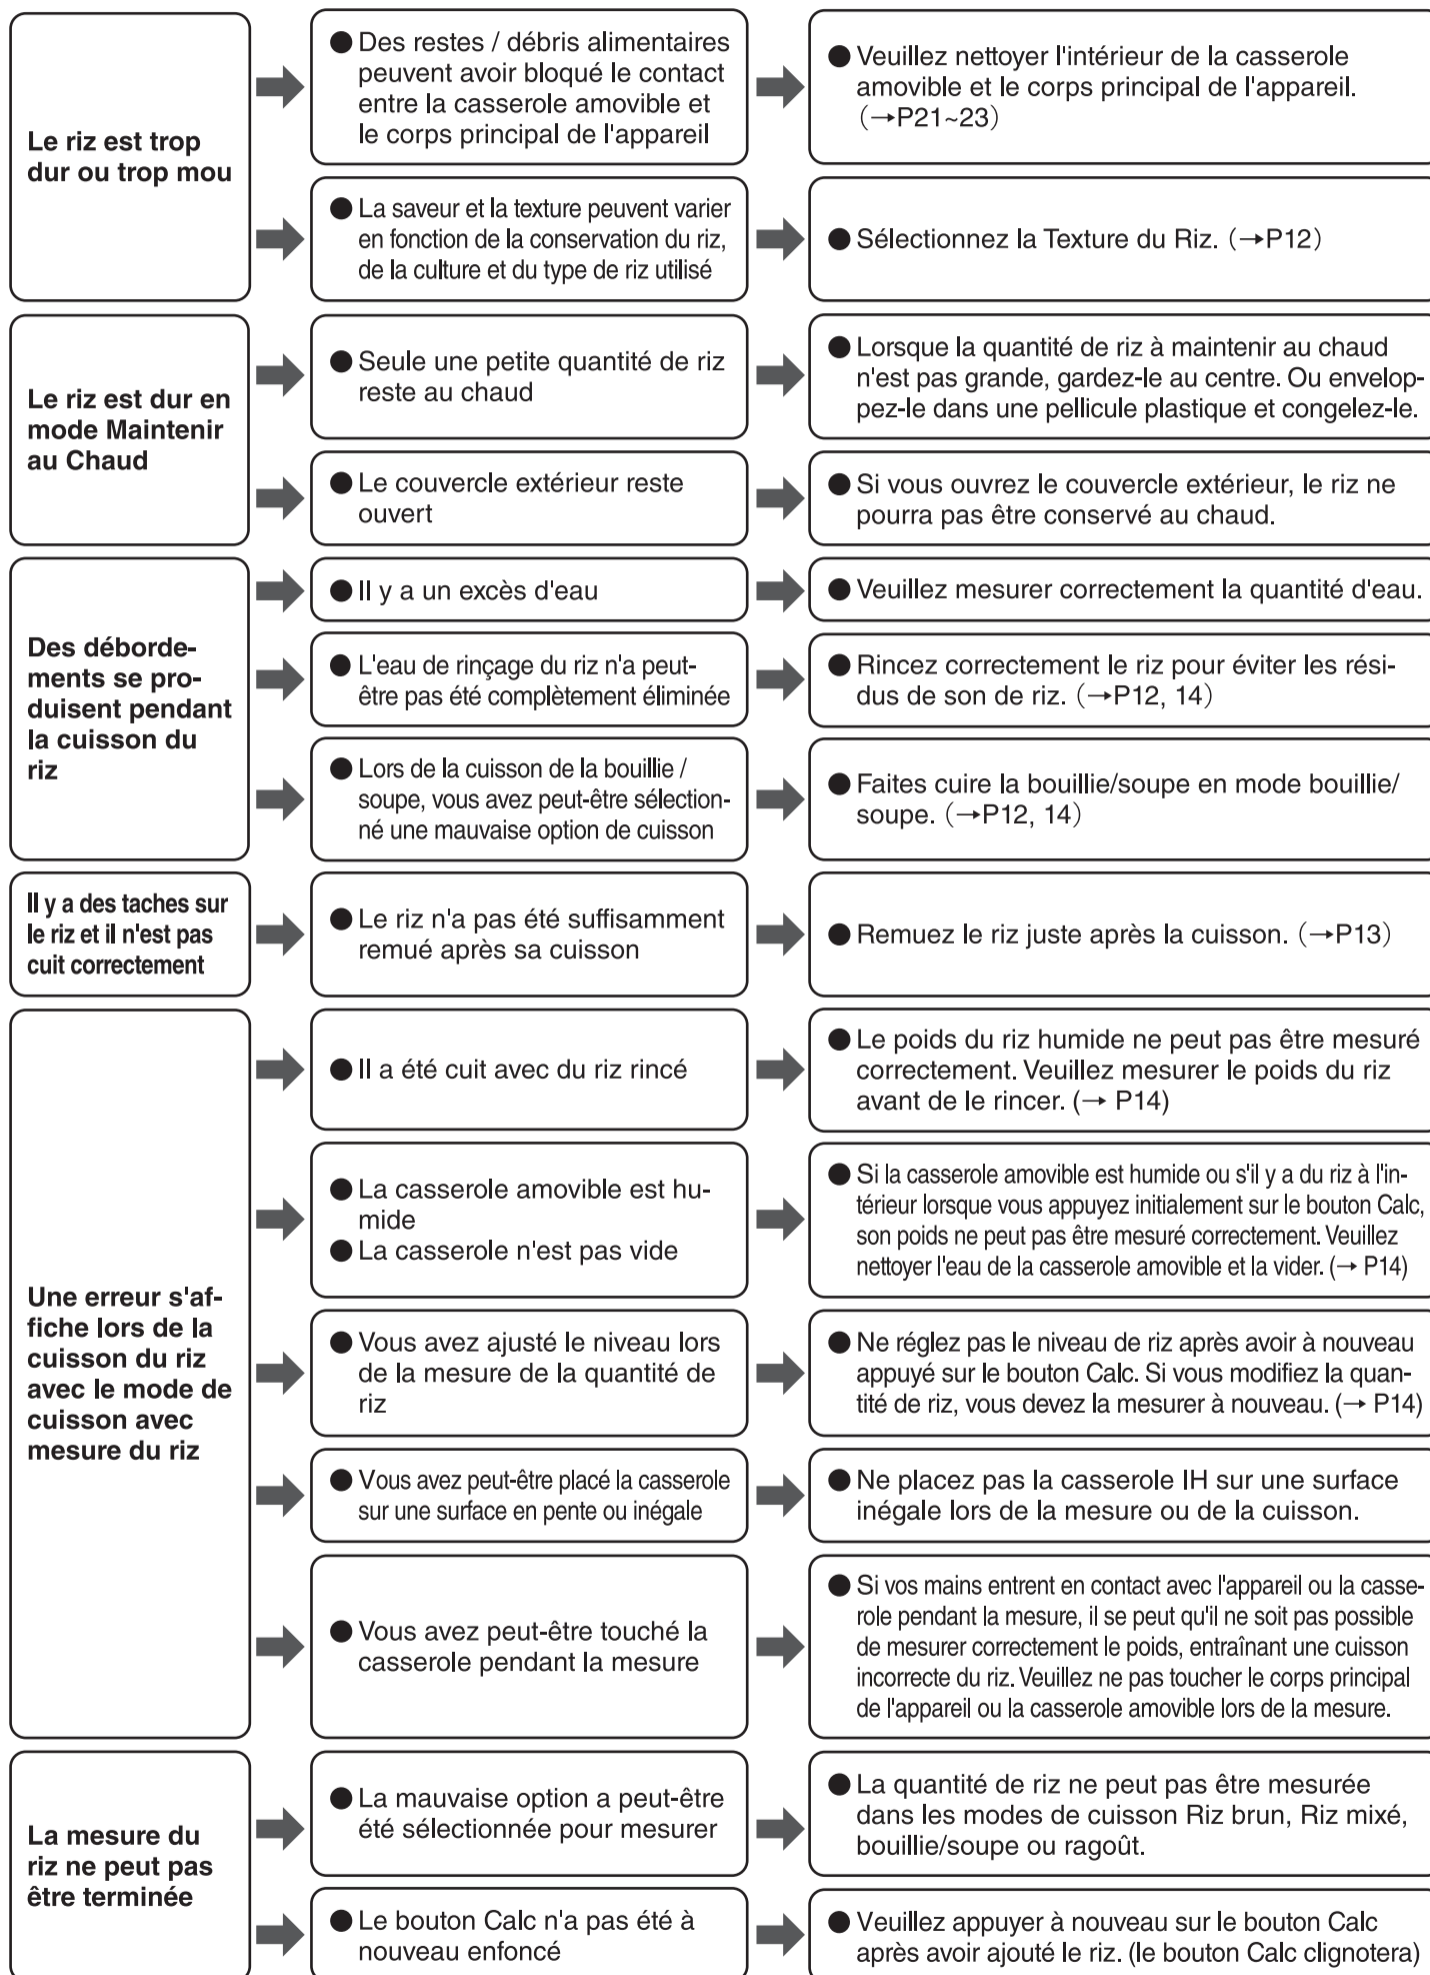 Le riz est trop
dur ou trop mou
● Des restes / débris alimentaires
peuvent avoir bloqué le contact
entre la casserole amovible et
le corps principal de l'appareil
● Veuillez nettoyer l'intérieur de la casserole
amovible et le corps principal de l'appareil.
(→P21~23)
● La saveur et la texture peuvent varier
en fonction de la conservation du riz,
de la culture et du type de riz utilisé
● Sélectionnez la Texture du Riz. (→P12)
Le riz est dur en
mode Maintenir
au Chaud
● Seule une petite quantité de riz
reste au chaud
● Lorsque la quantité de riz à maintenir au chaud
n'est pas grande, gardez-le au centre. Ou envelop-
pez-le dans une pellicule plastique et congelez-le.
● Le couvercle extérieur reste
ouvert
● Si vous ouvrez le couvercle extérieur, le riz ne
pourra pas être conservé au chaud.
Des déborde-
ments se pro-
duisent pendant
la cuisson du
riz
● Il y a un excès d'eau
● Veuillez mesurer correctement la quantité d'eau.
● L'eau de rinçage du riz n'a peut-
être pas été complètement éliminée
● Rincez correctement le riz pour éviter les rési-
dus de son de riz. (→P12, 14)
● Lors de la cuisson de la bouillie /
soupe, vous avez peut-être sélection-
né une mauvaise option de cuisson
● Faites cuire la bouillie/soupe en mode bouillie/
soupe. (→P12, 14)
Il y a des taches sur
le riz et il n'est pas
cuit correctement
● Le riz n'a pas été suffisamment
remué après sa cuisson
● Remuez le riz juste après la cuisson. (→P13)
Une erreur s'af-
fiche lors de la
cuisson du riz
avec le mode de
cuisson avec
mesure du riz
● Il a été cuit avec du riz rincé
● Le poids du riz humide ne peut pas être mesuré
correctement. Veuillez mesurer le poids du riz
avant de le rincer. (→ P14)
● La casserole amovible est hu-
mide
● La casserole n'est pas vide
● Si la casserole amovible est humide ou s'il y a du riz à l'in-
térieur lorsque vous appuyez initialement sur le bouton Calc,
son poids ne peut pas être mesuré correctement. Veuillez
nettoyer l'eau de la casserole amovible et la vider. (→ P14)
● Vous avez ajusté le niveau lors
de la mesure de la quantité de
riz
● Ne réglez pas le niveau de riz après avoir à nouveau
appuyé sur le bouton Calc. Si vous modifiez la quan-
tité de riz, vous devez la mesurer à nouveau. (→ P14)
● Vous avez peut-être placé la casserole
sur une surface en pente ou inégale
● Ne placez pas la casserole IH sur une surface
inégale lors de la mesure ou de la cuisson.
● Vous avez peut-être touché la
casserole pendant la mesure
● Si vos mains entrent en contact avec l'appareil ou la casse-
role pendant la mesure, il se peut qu'il ne soit pas possible
de mesurer correctement le poids, entraînant une cuisson
incorrecte du riz. Veuillez ne pas toucher le corps principal
de l'appareil ou la casserole amovible lors de la mesure.
La mesure du
riz ne peut pas
être terminée
● La mauvaise option a peut-être
été sélectionnée pour mesurer
● La quantité de riz ne peut pas être mesurée
dans les modes de cuisson Riz brun, Riz mixé,
bouillie/soupe ou ragoût.
● Le bouton Calc n'a pas été à
nouveau enfoncé
● Veuillez appuyer à nouveau sur le bouton Calc
après avoir ajouté le riz. (le bouton Calc clignotera)